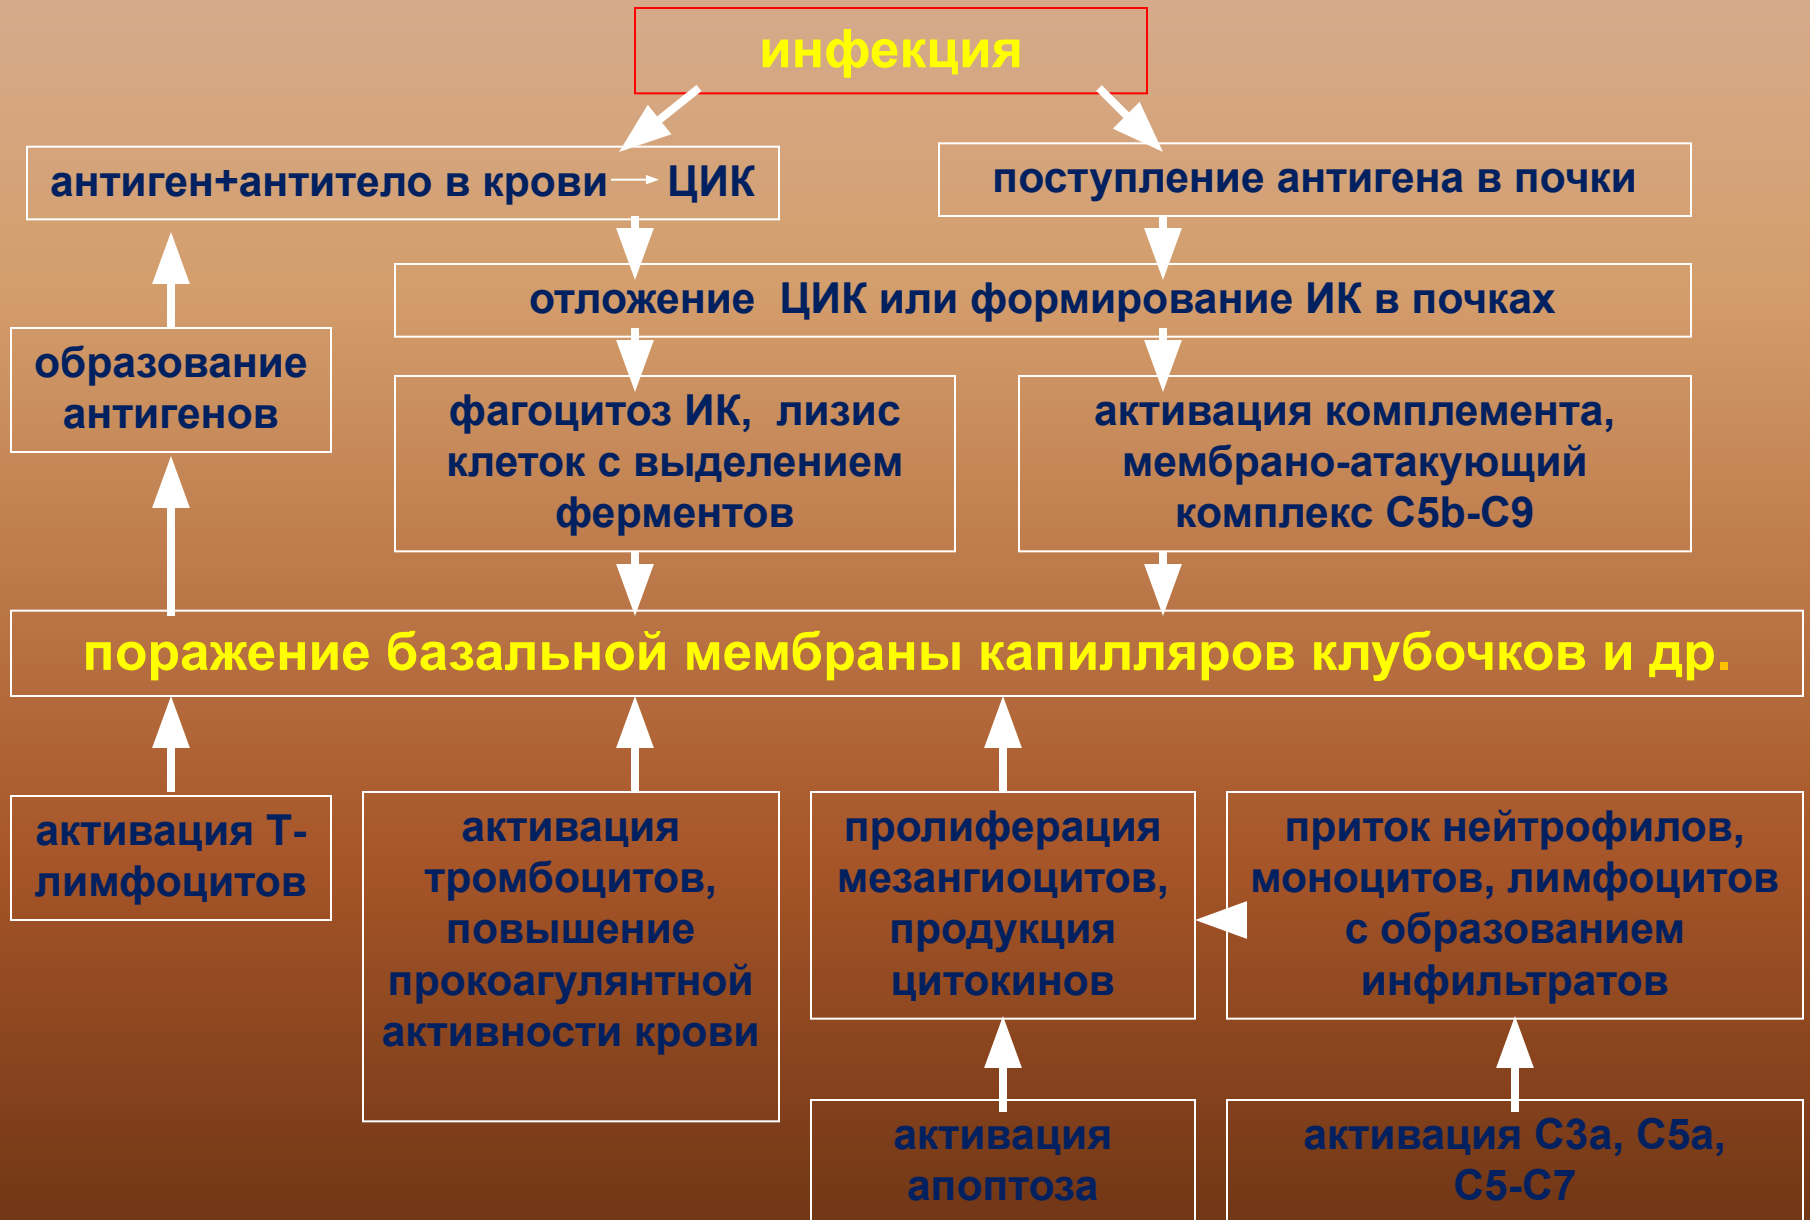 инфекция
антиген+антитело в крови → ЦИК
поступление антигена в почки
отложение ЦИК или формирование ИК в почках
образование
антигенов
фагоцитоз ИК, лизис
клеток с выделением
ферментов
активация комплемента,
мембрано-атакующий
комплекс С5b-С9
поражение базальной мембраны капилляров клубочков и др.
активация Т-
лимфоцитов
активация
тромбоцитов,
повышение
прокоагулянтной
активности крови
пролиферация
мезангиоцитов,
продукция
цитокинов
приток нейтрофилов,
моноцитов, лимфоцитов
с образованием
инфильтратов
активация
апоптоза
активация С3а, С5а,
С5-С7